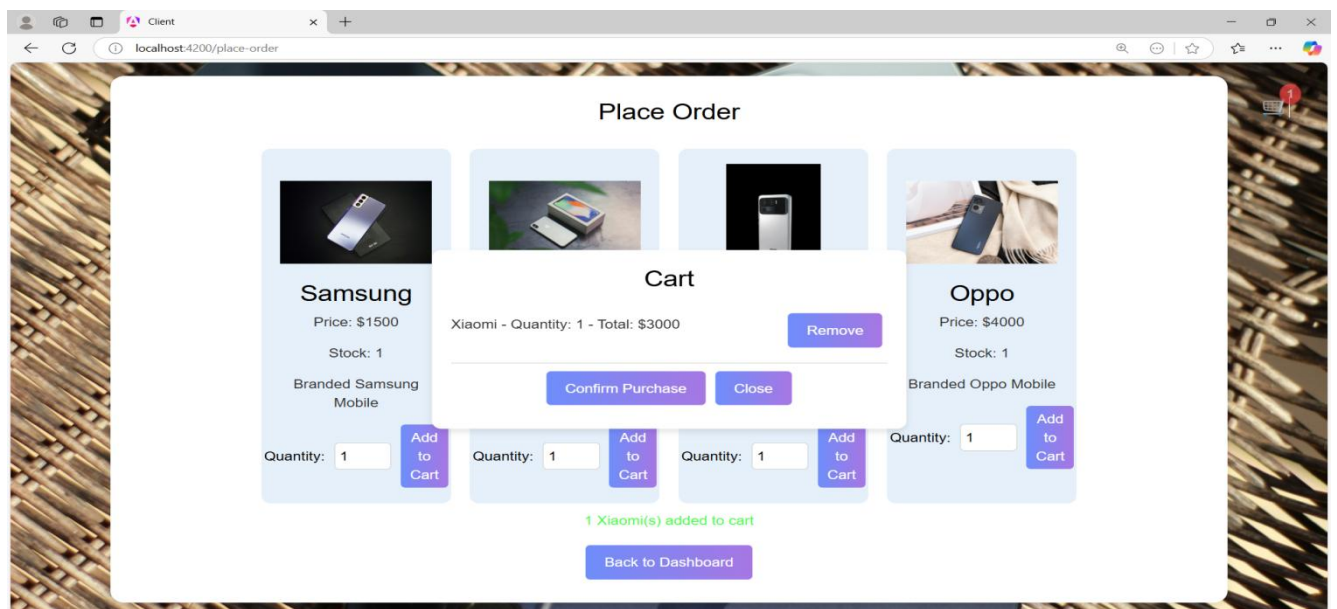 Client
localhost:4200/place-order
1
Place Order
Samsung
Price: $1500
Stock: 1
Branded Samsung
Mobile
Quantity: 1
Add
to
Cart
Quantity: 1
Add
to
Cart
Quantity: 1
Add
to
Cart
Oppo
Price: $4000
Stock: 1
Branded Oppo Mobile
Quantity: 1
Add
to
Cart
Cart
Xiaomi - Quantity: 1 - Total: $3000
Remove
Confirm Purchase
Close
1 Xiaomi(s) added to cart
Back to Dashboard